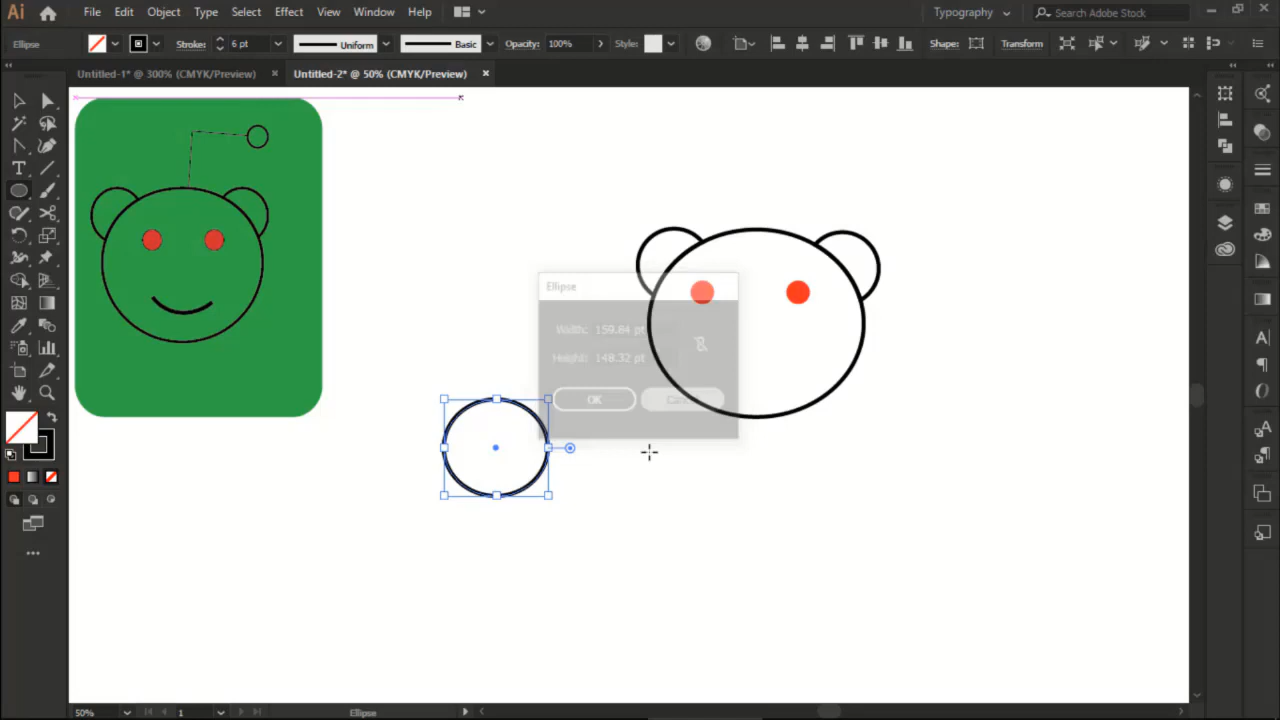 Ai File Edit Object Type Select Effect View Window Help Typography Search Adobe Stock
Ellipse Stroke: 6 pt Uniform Basic Opacity: 100% Style: Shape: Transform
Untitled-1* @ 300% (CMYK/Preview) Untitled-2* @ 50% (CMYK/Preview)
Ellipse
Width: 159.84 pt
Height: 148.32 pt
OK
50% 1 Ellipse